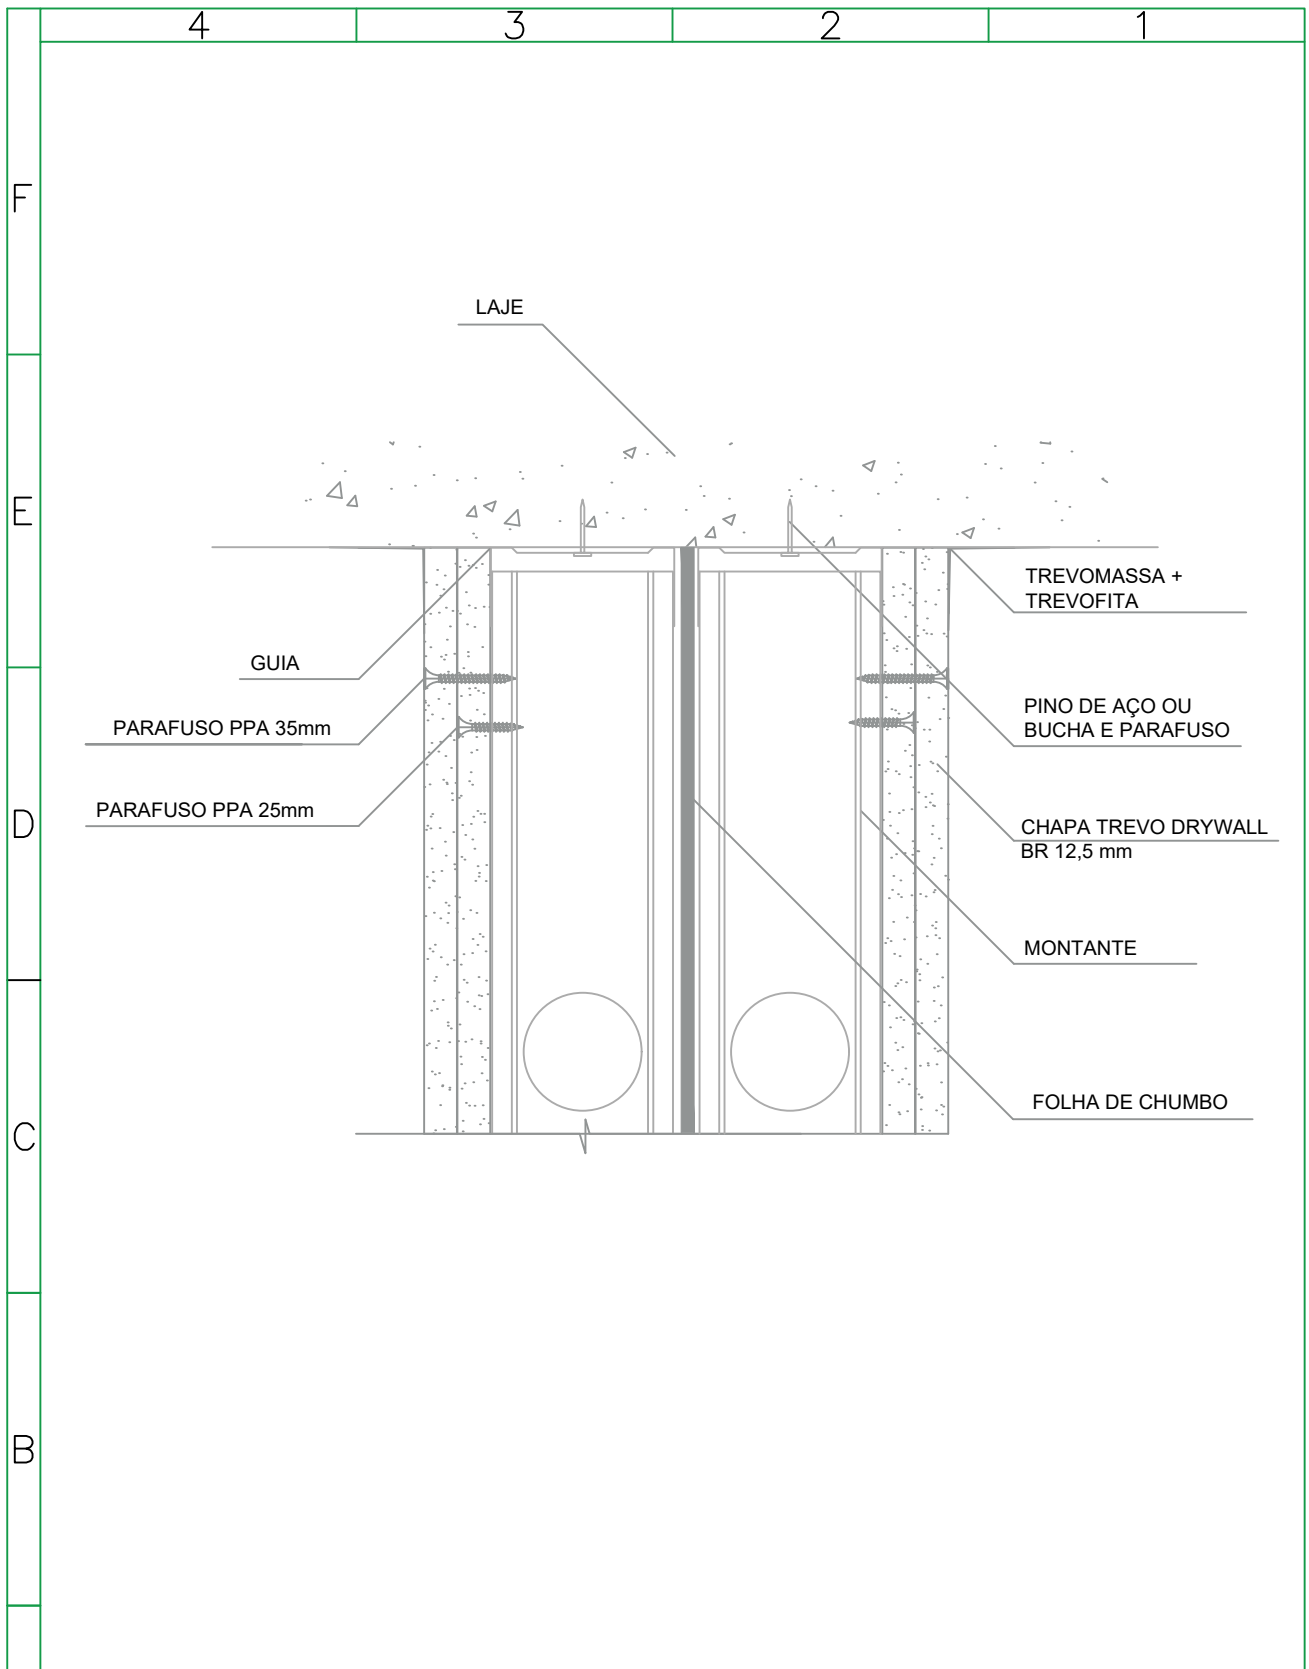 4
3
2
1
F
LAJE
E
TREVOMASSA +
TREVOFITA
GUIA
PARAFUSO PPA 35mm
PINO DE AÇO OU
BUCHA E PARAFUSO
PARAFUSO PPA 25mm
D
CHAPA TREVO DRYWALL
BR 12,5 mm
MONTANTE
FOLHA DE CHUMBO
C
B